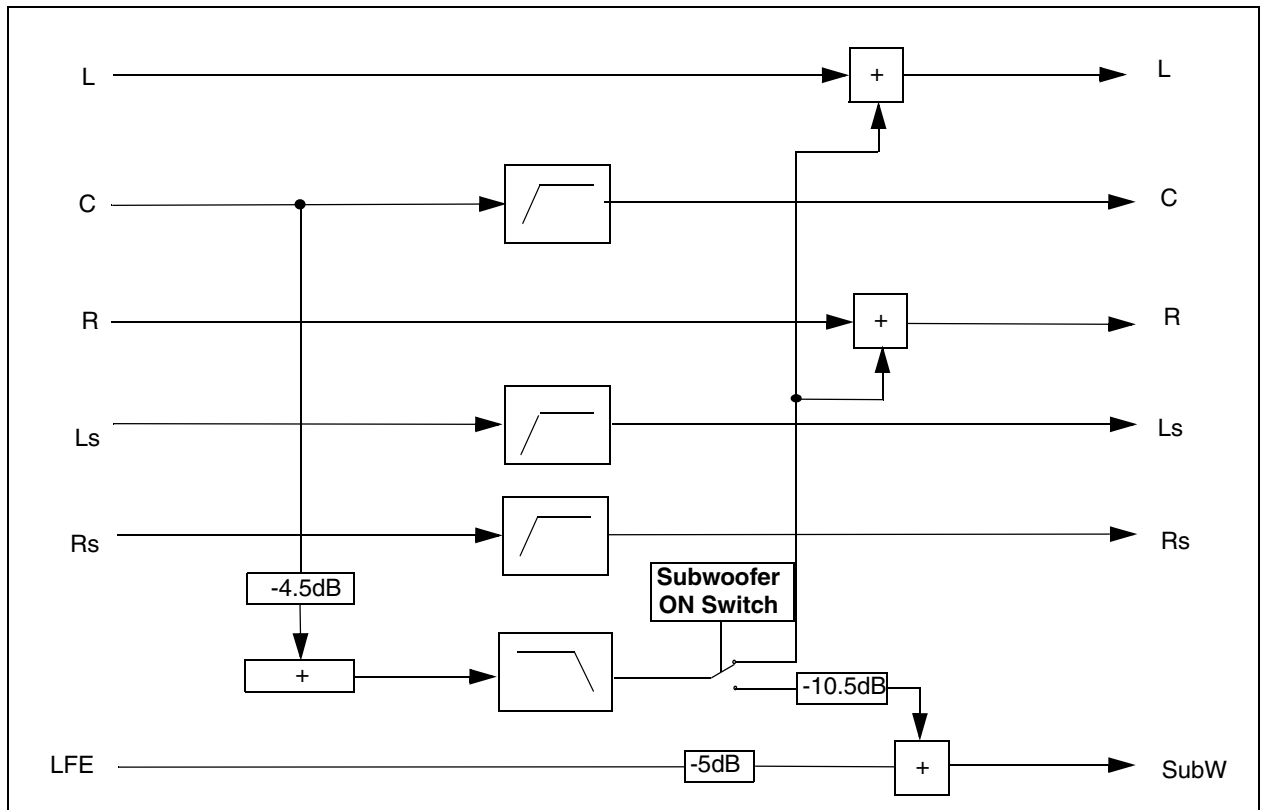 L
+
L
C
C
R
+
R
Ls
Ls
Rs
Rs
-4.5dB
Subwoofer
ON Switch
+
-10.5dB
LFE
-5dB
+
SubW